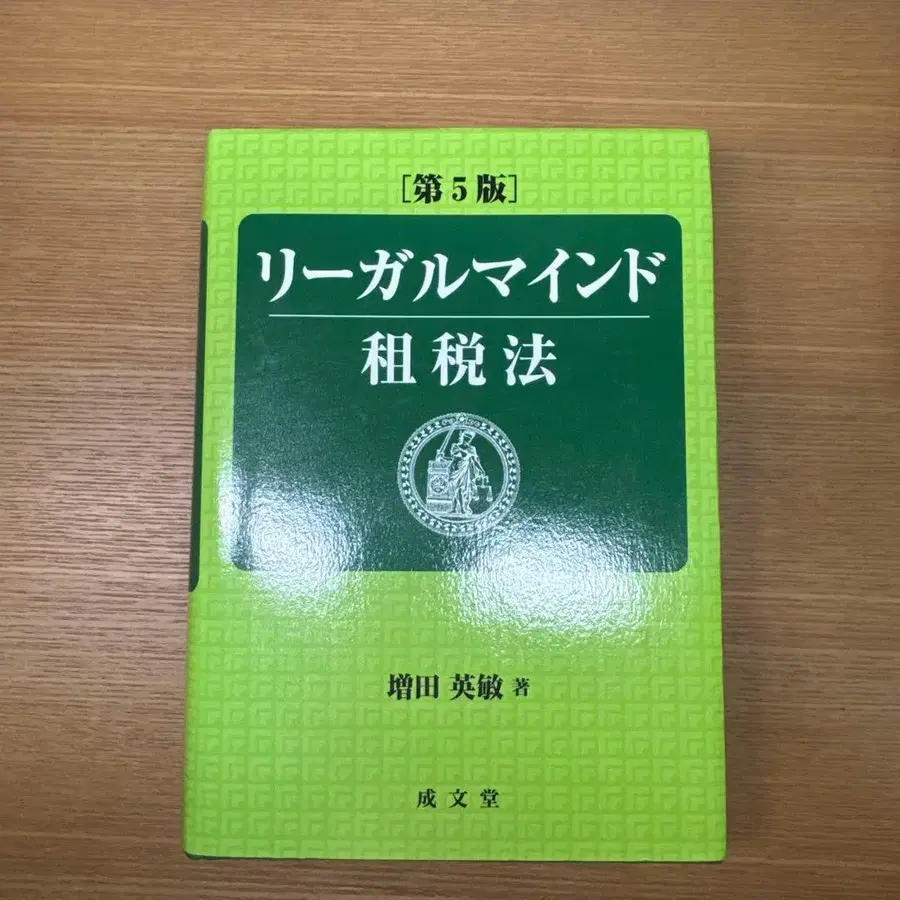 [第5版]
リーガルマインド
租税法
増田 英敏 著
成文堂